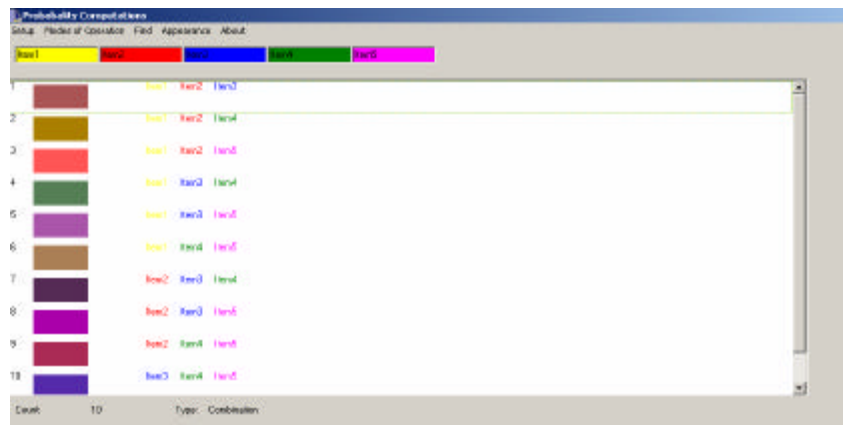 Probability Computations
Setup Modes of Operation Find Appearance About
Item1 Item2 Item3 Item4 Item5
1 Item1 Item2 Item3
2 Item1 Item2 Item4
3 Item1 Item2 Item5
4 Item1 Item3 Item4
5 Item1 Item3 Item5
6 Item1 Item4 Item5
7 Item2 Item3 Item4
8 Item2 Item3 Item5
9 Item2 Item4 Item5
10 Item3 Item4 Item5
Count: 10 Type: Combination